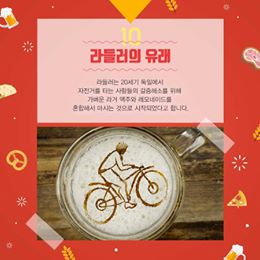 10
라들러의 유래
라들러는 20세기 독일에서
자전거를 타는 사람들의 갈증해소를 위해
가벼운 라거 맥주와 레모네이드를
혼합해서 마시는 것으로 시작되었다고 합니다.